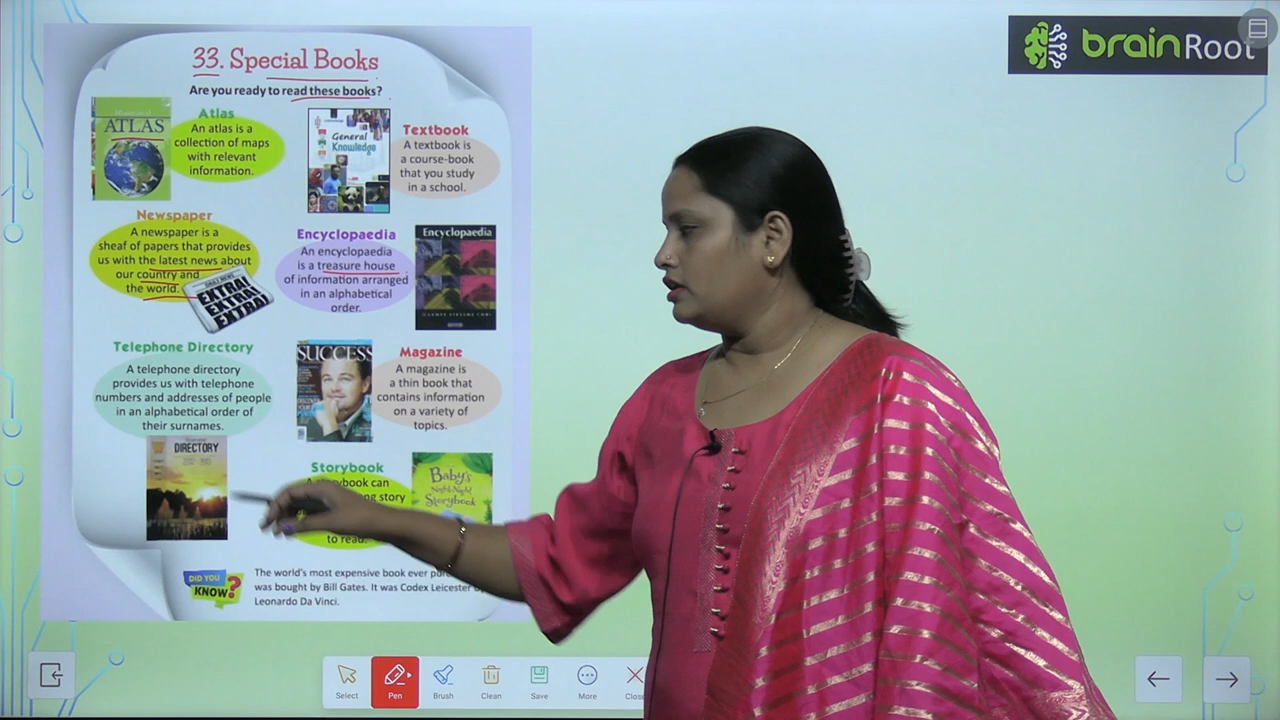 brainRoot
33. Special Books
Are you ready to read these books?
ATLAS
Atlas
An atlas is a
collection of maps
with relevant
information.
General
Knowledge
Textbook
A textbook is
a course-book
that you study
in a school.
Newspaper
A newspaper is a
sheaf of papers that provides
us with the latest news about
our country and
the world.
EXTRA!
EXTRA!
EXTRA!
Encyclopaedia
An encyclopaedia
is a treasure house
of information arranged
in an alphabetical
order.
Encyclopaedia
Telephone Directory
A telephone directory
provides us with telephone
numbers and addresses of people
in an alphabetical order of
their surnames.
DIRECTORY
SUCCESS
Magazine
A magazine is
a thin book that
contains information
on a variety of
topics.
Storybook
A storybook can
story
to read.
Baby's
Night-Night
Storybook
DID YOU
KNOW?
The world's most expensive book ever
was bought by Bill Gates. It was Codex Leicester
Leonardo Da Vinci.
Select
Pen
Brush
Clean
Save
More